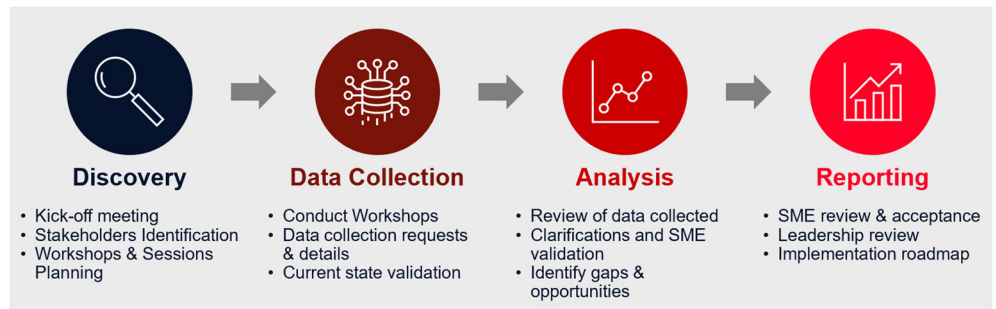 Discovery
• Kick-off meeting
• Stakeholders Identification
• Workshops & Sessions
Planning
Data Collection
• Conduct Workshops
• Data collection requests
& details
• Current state validation
Analysis
• Review of data collected
• Clarifications and SME
validation
• Identify gaps &
opportunities
Reporting
• SME review & acceptance
• Leadership review
• Implementation roadmap